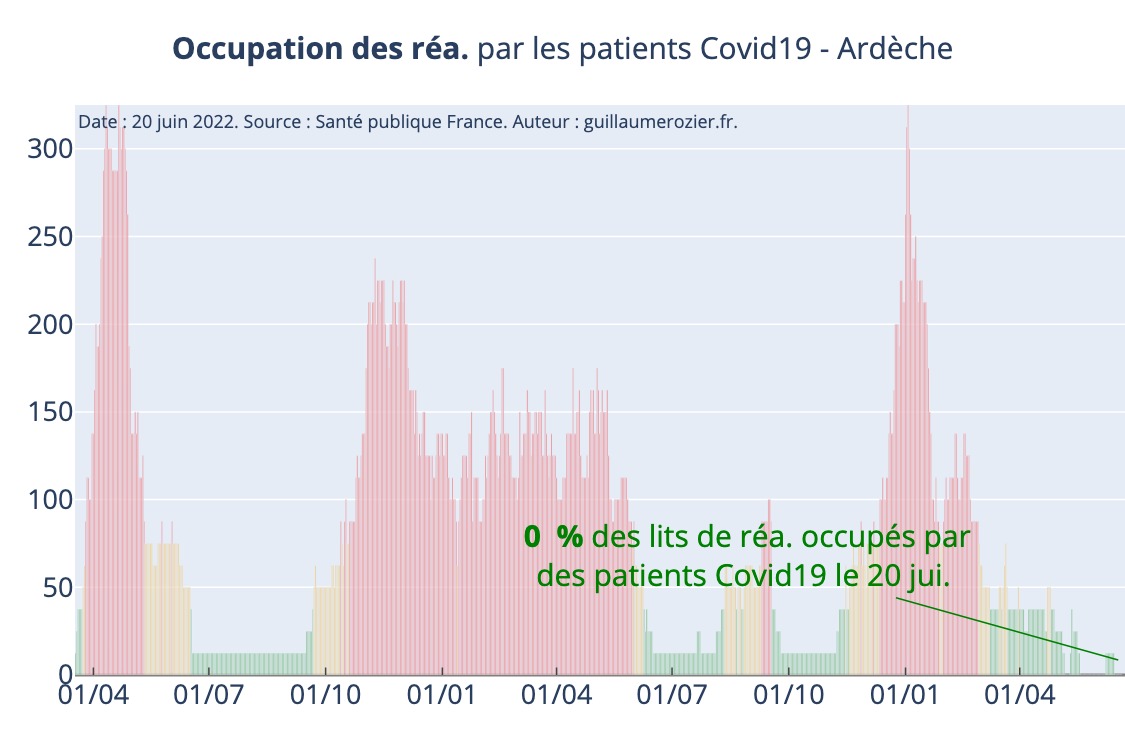 Occupation des réa. par les patients Covid19 - Ardèche
Date : 20 juin 2022. Source : Santé publique France. Auteur : guillaumerozier.fr.
300
250
200
150
100
50
0
0 % des lits de réa. occupés par
des patients Covid19 le 20 jui.
01/04 01/07 01/10 01/01 01/04 01/07 01/10 01/01 01/04